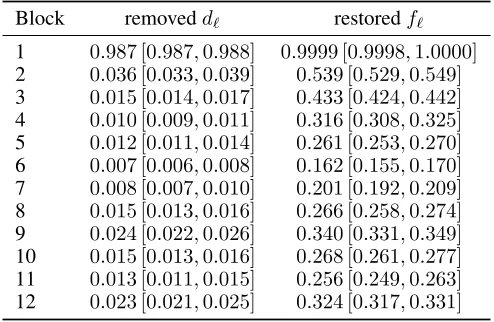 Block removed dℓ restored fℓ
1 0.987 [0.987, 0.988] 0.9999 [0.9998, 1.0000]
2 0.036 [0.033, 0.039] 0.539 [0.529, 0.549]
3 0.015 [0.014, 0.017] 0.433 [0.424, 0.442]
4 0.010 [0.009, 0.011] 0.316 [0.308, 0.325]
5 0.012 [0.011, 0.014] 0.261 [0.253, 0.270]
6 0.007 [0.006, 0.008] 0.162 [0.155, 0.170]
7 0.008 [0.007, 0.010] 0.201 [0.192, 0.209]
8 0.015 [0.013, 0.016] 0.266 [0.258, 0.274]
9 0.024 [0.022, 0.026] 0.340 [0.331, 0.349]
10 0.015 [0.013, 0.016] 0.268 [0.261, 0.277]
11 0.013 [0.011, 0.015] 0.256 [0.249, 0.263]
12 0.023 [0.021, 0.025] 0.324 [0.317, 0.331]